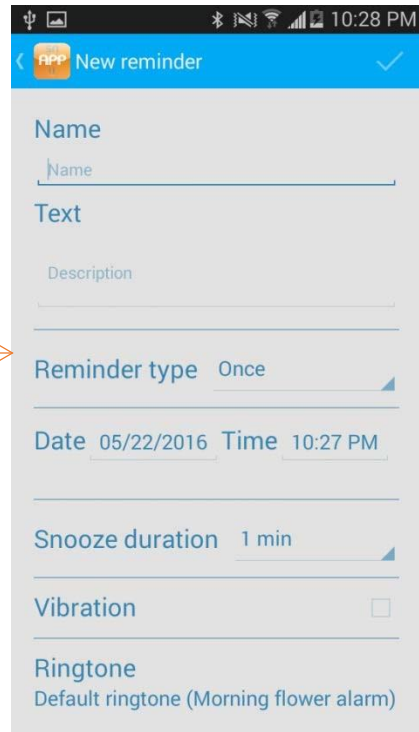 10:28 PM
APP New reminder
Name
Name
Text
Description
Reminder type Once
Date 05/22/2016 Time 10:27 PM
Snooze duration 1 min
Vibration
Ringtone
Default ringtone (Morning flower alarm)